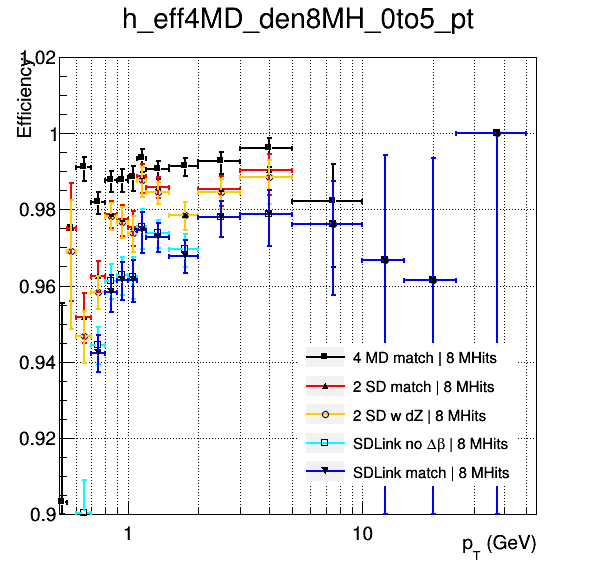 h_eff4MD_den8MH_0to5_pt
Efficiency
1.02
1
0.98
0.96
0.94
0.92
0.9
4 MD match | 8 MHits
2 SD match | 8 MHits
2 SD w dZ | 8 MHits
SDLink no Δβ | 8 MHits
SDLink match | 8 MHits
1
10
p_T (GeV)